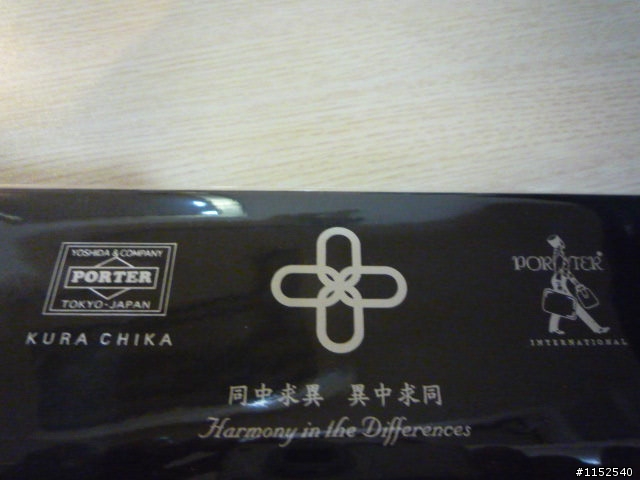 YOSHIDA & COMPANY
PORTER
TOKYO-JAPAN
KURA CHIKA
PORTER®
INTERNATIONAL
同中求異 異中求同
Harmony in the Differences
#1152540